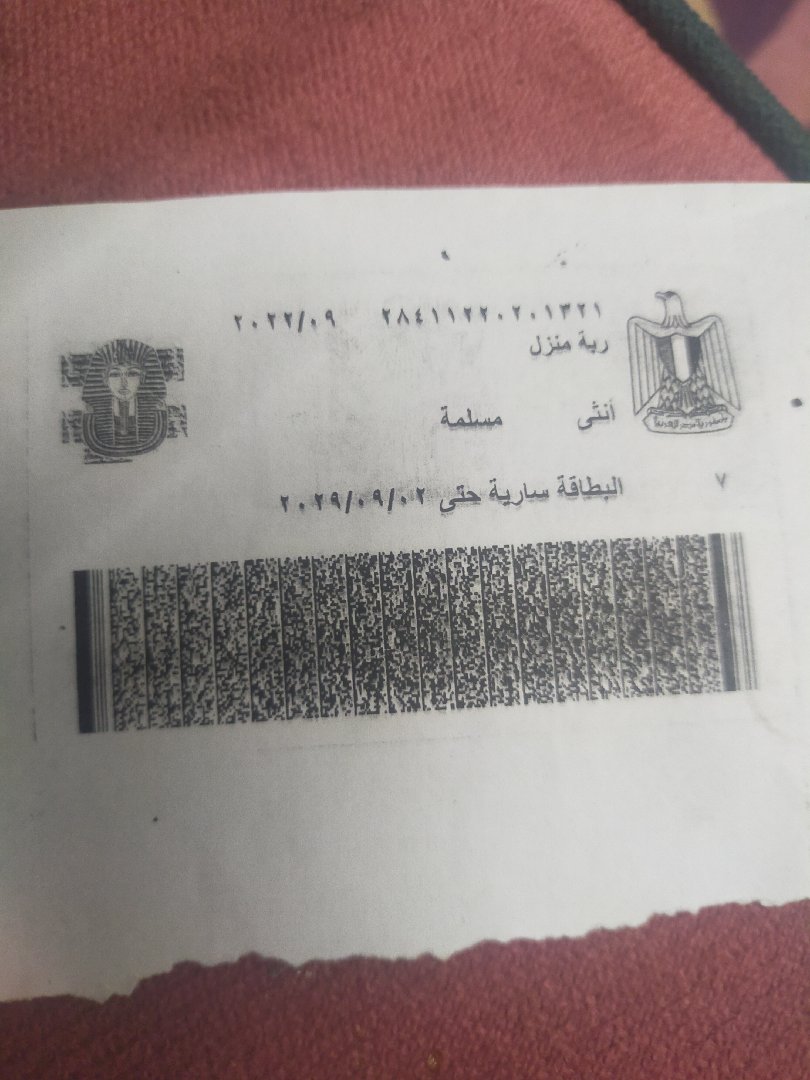 ٢٨٤١١٢٢٠٢٠١٣٢١ ٢٠٢٢/٠٩
ربة منزل
أنثى مسلمة
البطاقة سارية حتى ٢٠٢٩/٠٩/٠٢
٧